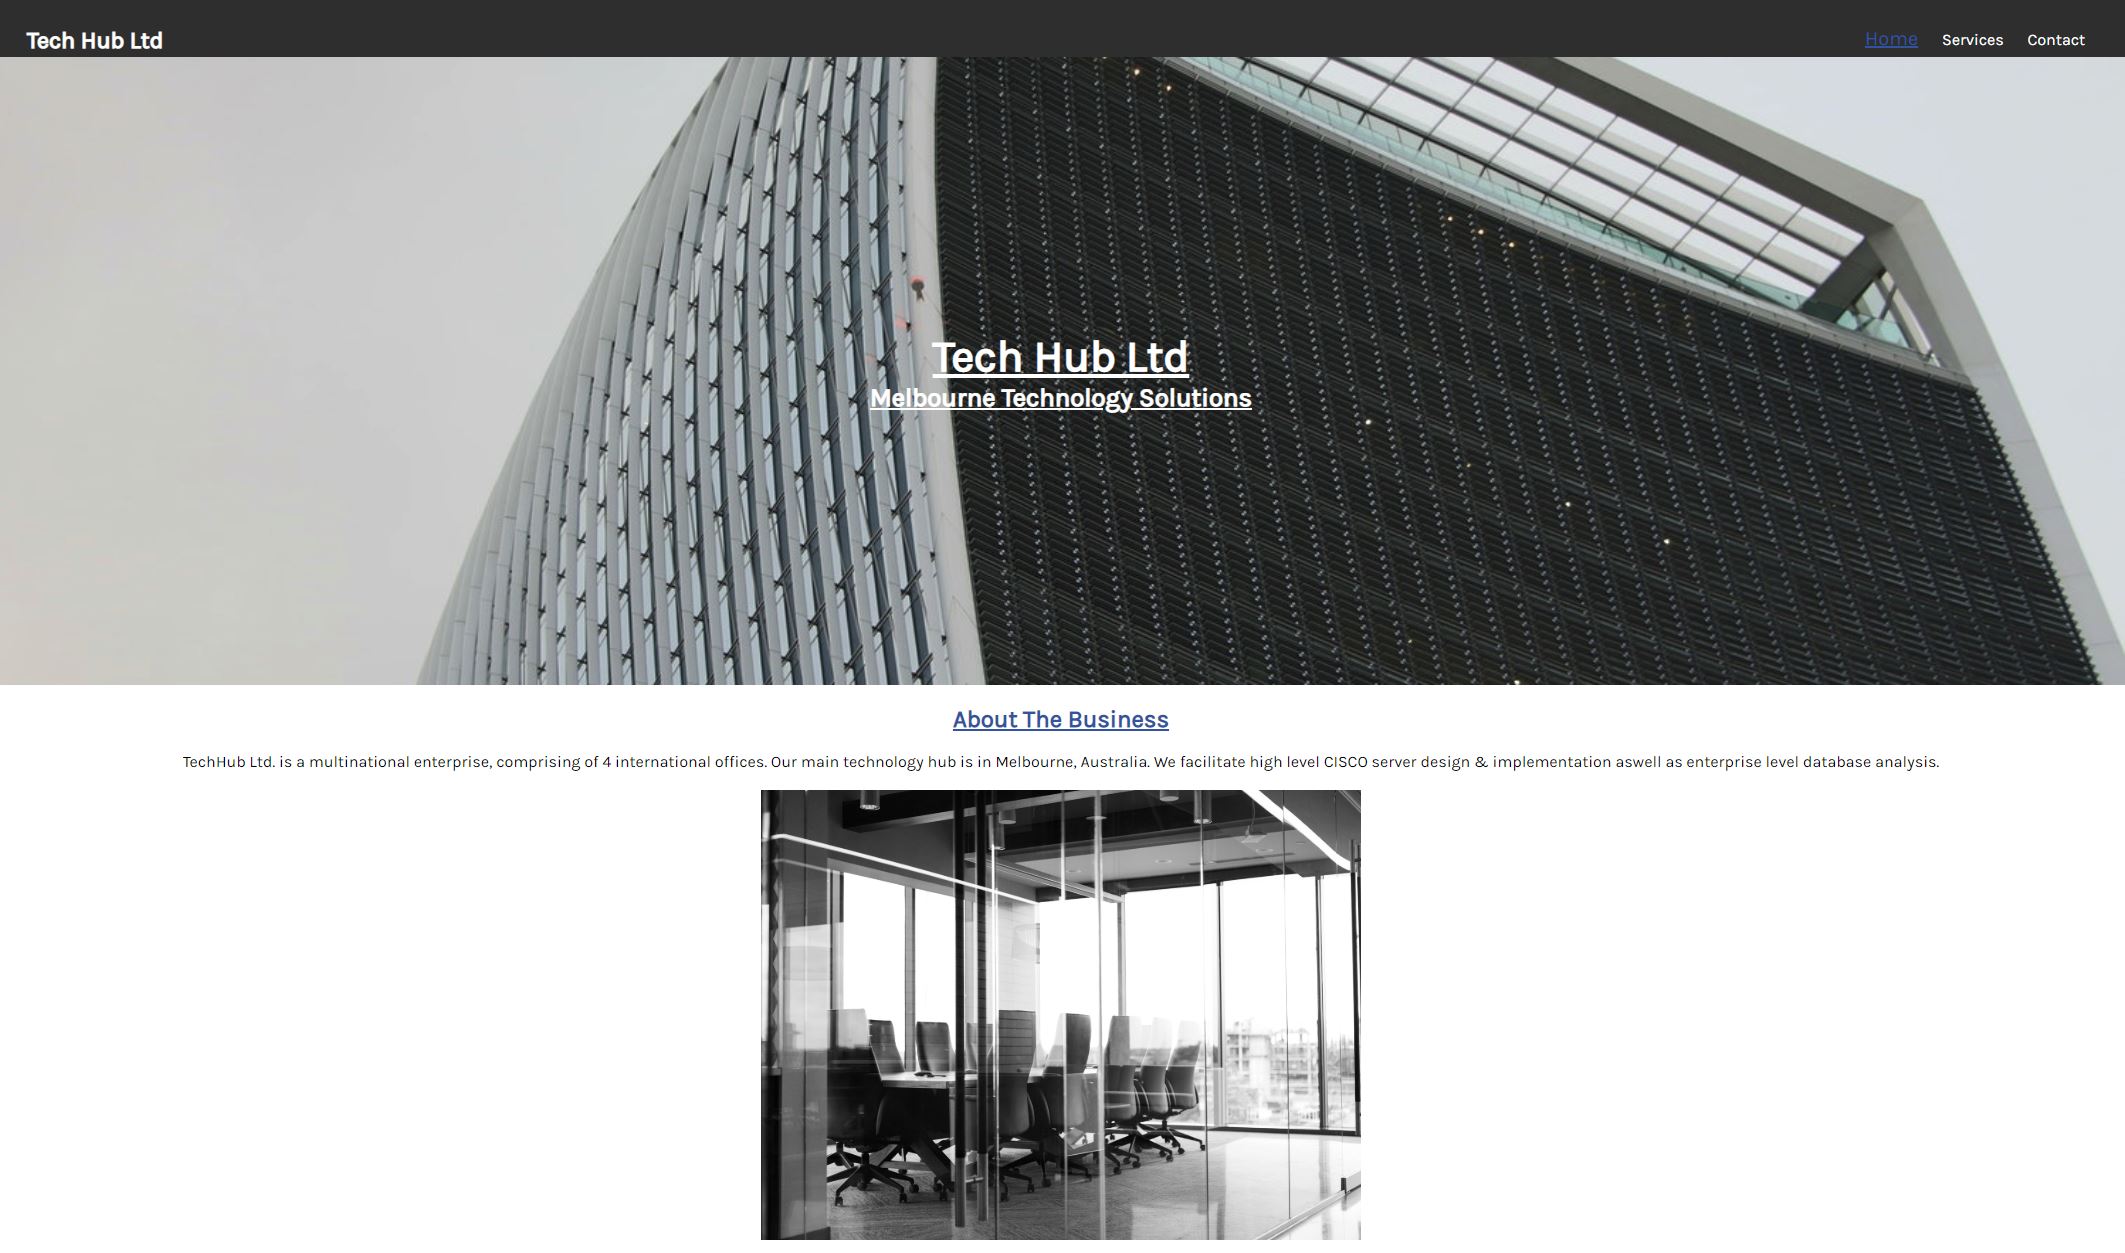 Tech Hub Ltd
Home Services Contact
Tech Hub Ltd
Melbourne Technology Solutions
About The Business
TechHub Ltd. is a multinational enterprise, comprising of 4 international offices. Our main technology hub is in Melbourne, Australia. We facilitate high level CISCO server design & implementation aswell as enterprise level database analysis.